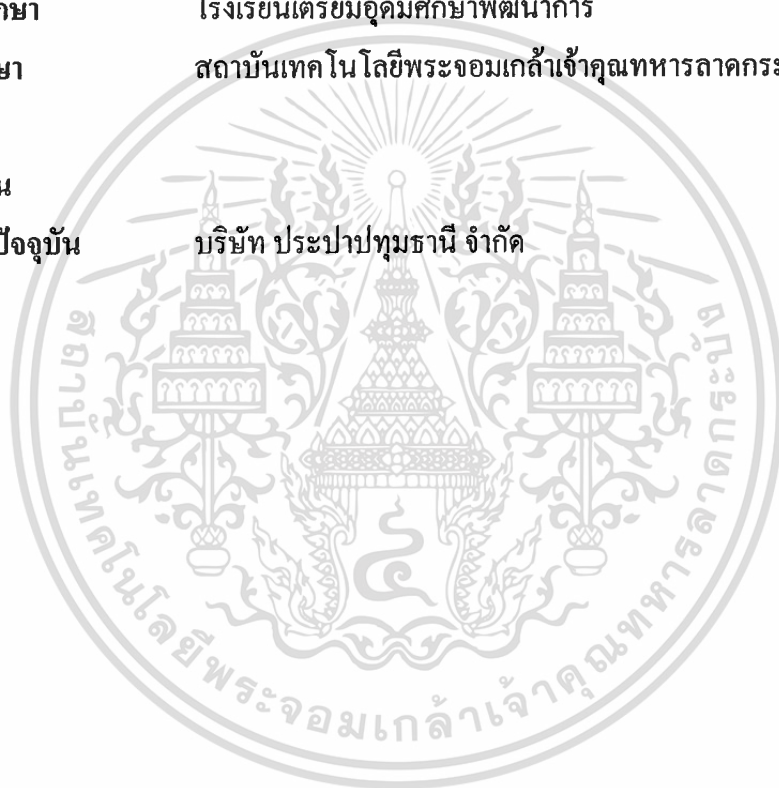 กษา โรงเรียนเตรียมอุดมศึกษาพัฒนาการ
ษา สถาบันเทคโนโลยีพระจอมเกล้าเจ้าคุณทหารลาดกระ
น
ปัจจุบัน บริษัท ประปาปทุมธานี จำกัด
สถาบันเทคโนโลยีพระจอมเกล้าเจ้าคุณทหารลาดกระบัง